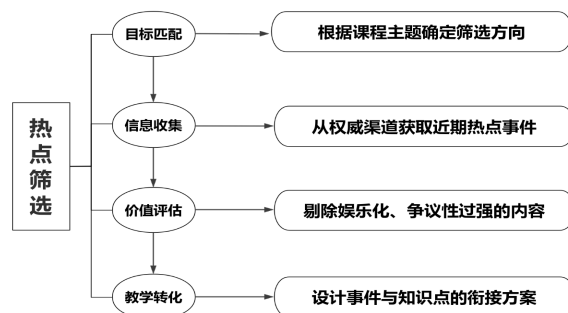 热点筛选
目标匹配
根据课程主题确定筛选方向
信息收集
从权威渠道获取近期热点事件
价值评估
剔除娱乐化、争议性过强的内容
教学转化
设计事件与知识点的衔接方案